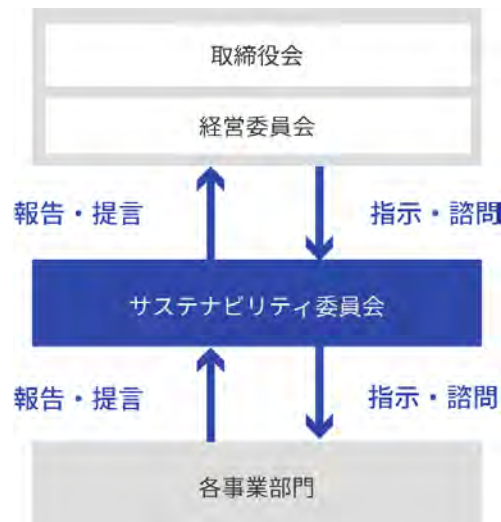 取締役会
経営委員会
報告・提言
指示・諮問
サステナビリティ委員会
報告・提言
指示・諮問
各事業部門